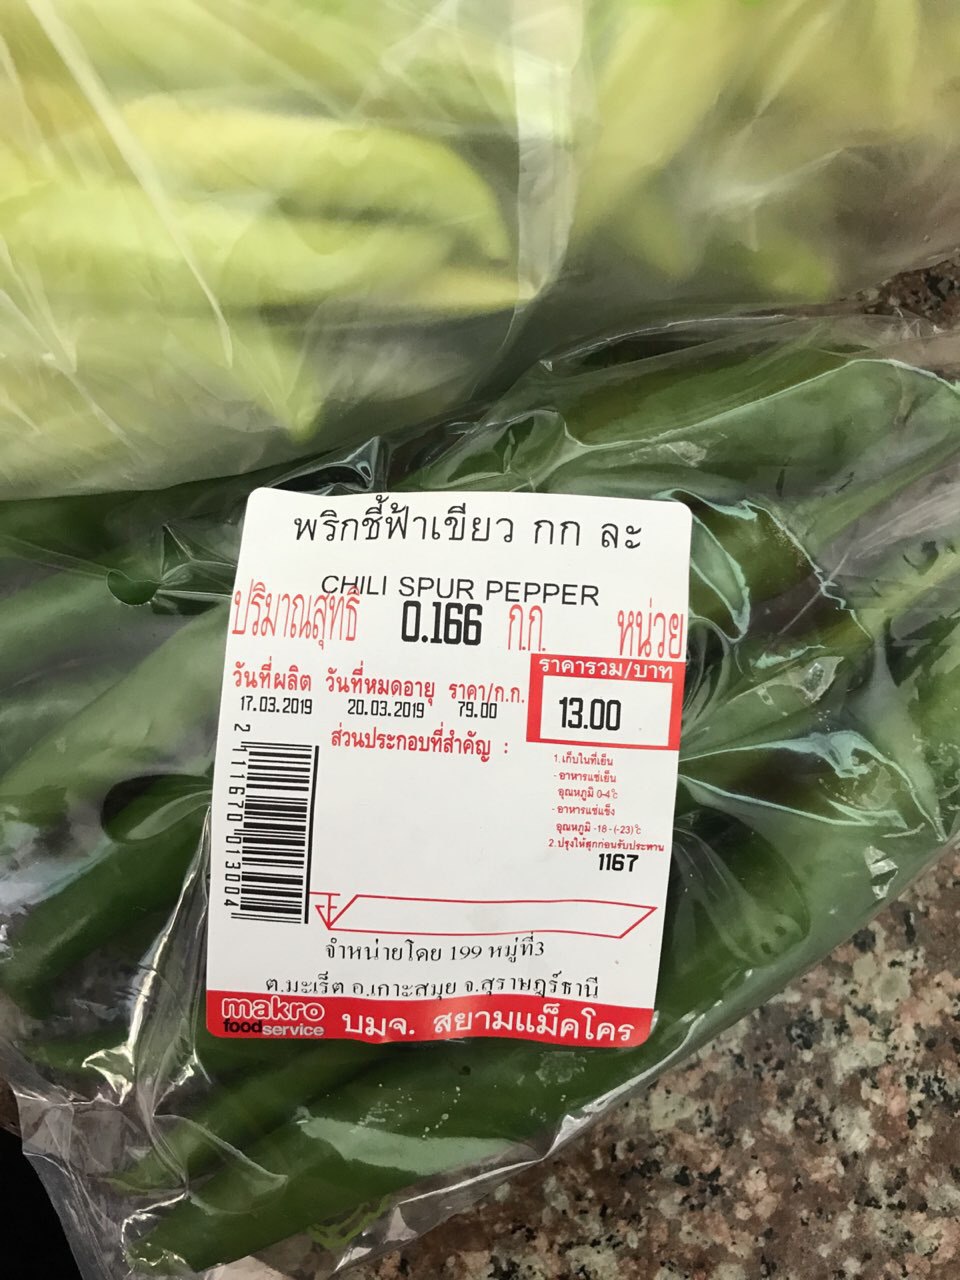 พริกชี้ฟ้าเขียว กก ละ
CHILI SPUR PEPPER
ปริมาณสุทธิ 0.166 ก.ก. หน่วย
วันที่ผลิต วันที่หมดอายุ ราคา/ก.ก. ราคารวม/บาท
17.03.2019 20.03.2019 79.00 13.00
ส่วนประกอบที่สำคัญ :
1.เก็บในที่เย็น
- อาหารแช่เย็น
อุณหภูมิ 0-4°c
- อาหารแช่แข็ง
อุณหภูมิ -18 - (-23)°c
2.ปรุงให้สุกก่อนรับประทาน
1167
2 111670 013004
จำหน่ายโดย 199 หมู่ที่3
ต.มะเร็ต อ.เกาะสมุย จ.สุราษฎร์ธานี
makro
foodservice
บมจ. สยามแม็คโคร